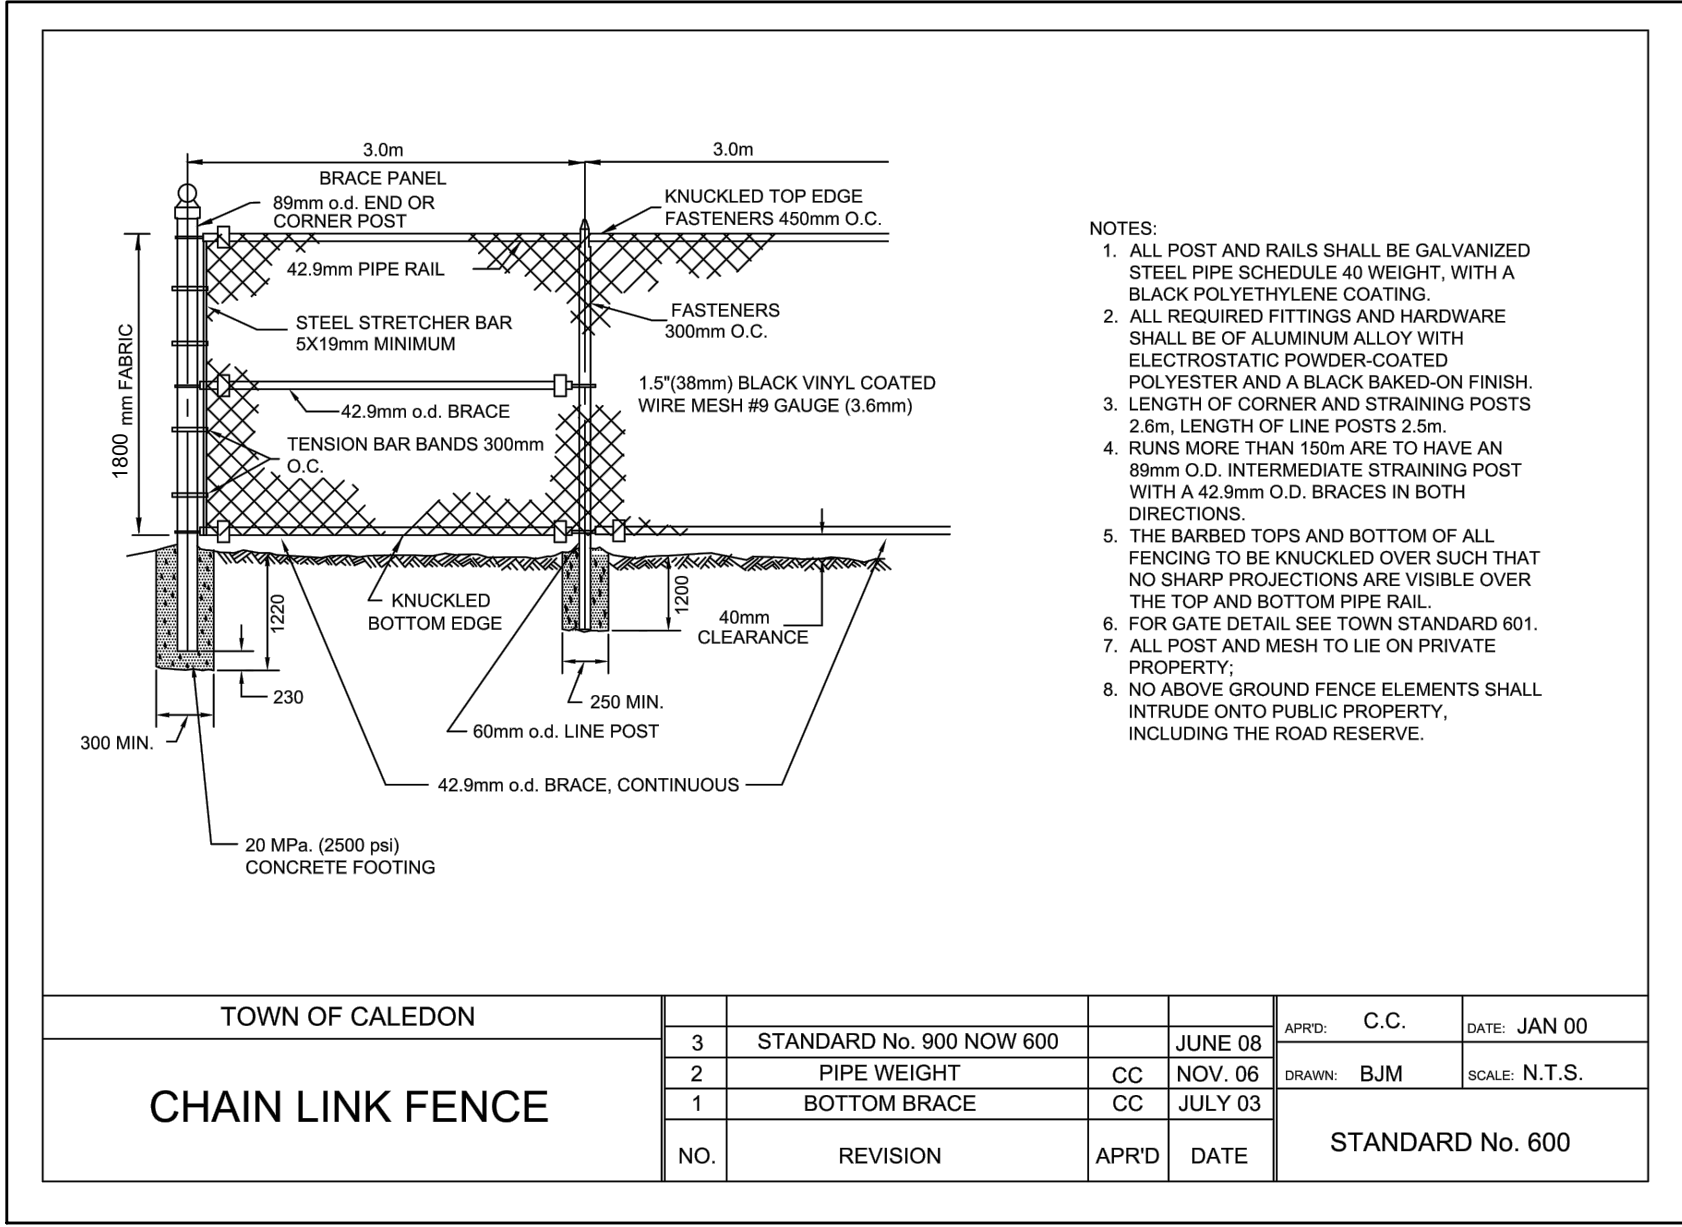 3.0m
3.0m
BRACE PANEL
89mm o.d. END OR
CORNER POST
KNUCKLED TOP EDGE
FASTENERS 450mm O.C.
42.9mm PIPE RAIL
FASTENERS
300mm O.C.
STEEL STRETCHER BAR
5X19mm MINIMUM
1800 mm FABRIC
1.5"(38mm) BLACK VINYL COATED
WIRE MESH #9 GAUGE (3.6mm)
42.9mm o.d. BRACE
TENSION BAR BANDS 300mm
O.C.
1220
KNUCKLED
BOTTOM EDGE
1200
40mm
CLEARANCE
230
250 MIN.
300 MIN.
60mm o.d. LINE POST
42.9mm o.d. BRACE, CONTINUOUS
20 MPa. (2500 psi)
CONCRETE FOOTING
NOTES:
1. ALL POST AND RAILS SHALL BE GALVANIZED
STEEL PIPE SCHEDULE 40 WEIGHT, WITH A
BLACK POLYETHYLENE COATING.
2. ALL REQUIRED FITTINGS AND HARDWARE
SHALL BE OF ALUMINUM ALLOY WITH
ELECTROSTATIC POWDER-COATED
POLYESTER AND A BLACK BAKED-ON FINISH.
3. LENGTH OF CORNER AND STRAINING POSTS
2.6m, LENGTH OF LINE POSTS 2.5m.
4. RUNS MORE THAN 150m ARE TO HAVE AN
89mm O.D. INTERMEDIATE STRAINING POST
WITH A 42.9mm O.D. BRACES IN BOTH
DIRECTIONS.
5. THE BARBED TOPS AND BOTTOM OF ALL
FENCING TO BE KNUCKLED OVER SUCH THAT
NO SHARP PROJECTIONS ARE VISIBLE OVER
THE TOP AND BOTTOM PIPE RAIL.
6. FOR GATE DETAIL SEE TOWN STANDARD 601.
7. ALL POST AND MESH TO LIE ON PRIVATE
PROPERTY;
8. NO ABOVE GROUND FENCE ELEMENTS SHALL
INTRUDE ONTO PUBLIC PROPERTY,
INCLUDING THE ROAD RESERVE.
TOWN OF CALEDON
CHAIN LINK FENCE
3 STANDARD No. 900 NOW 600 JUNE 08
2 PIPE WEIGHT CC NOV. 06
1 BOTTOM BRACE CC JULY 03
NO. REVISION APR'D DATE
APR'D: C.C. DATE: JAN 00
DRAWN: BJM SCALE: N.T.S.
STANDARD No. 600